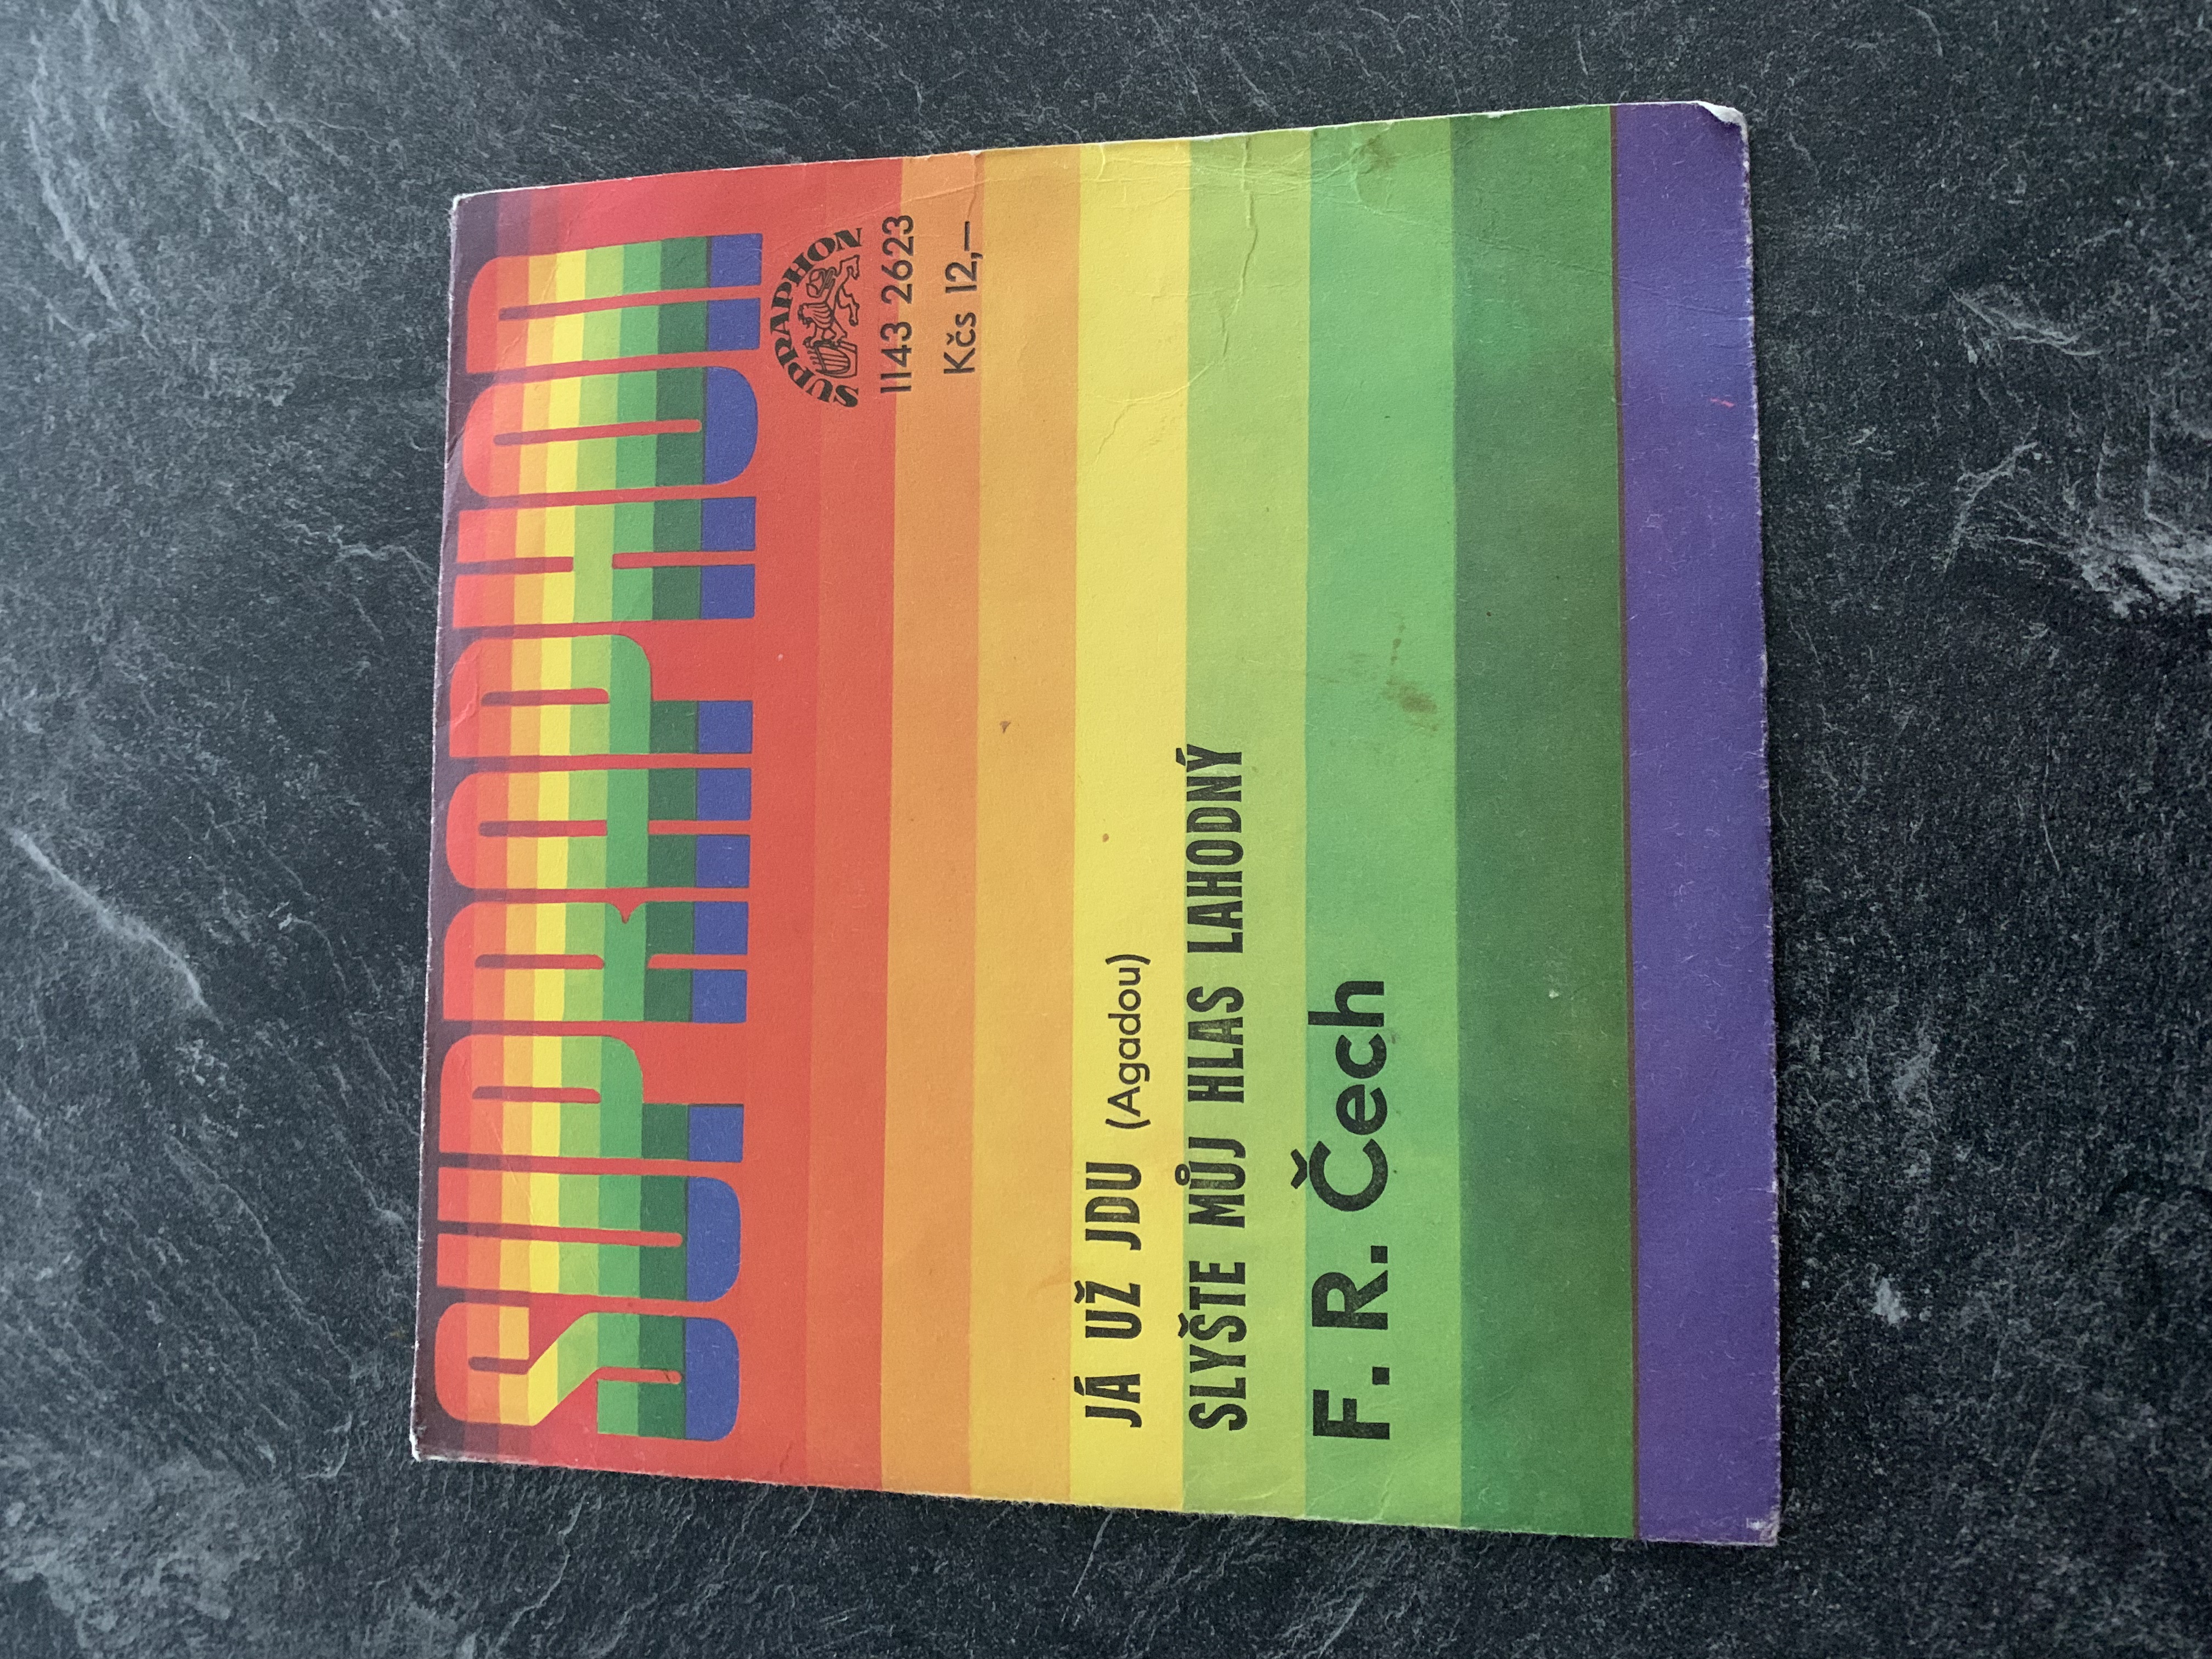 SUPRAPHON
SUPRAPHON
1143 2623
Kčs 12,–
JÁ UŽ JDU (Agadou)
SLYŠTE MŮJ HLAS LAHODNÝ
F. R. Čech